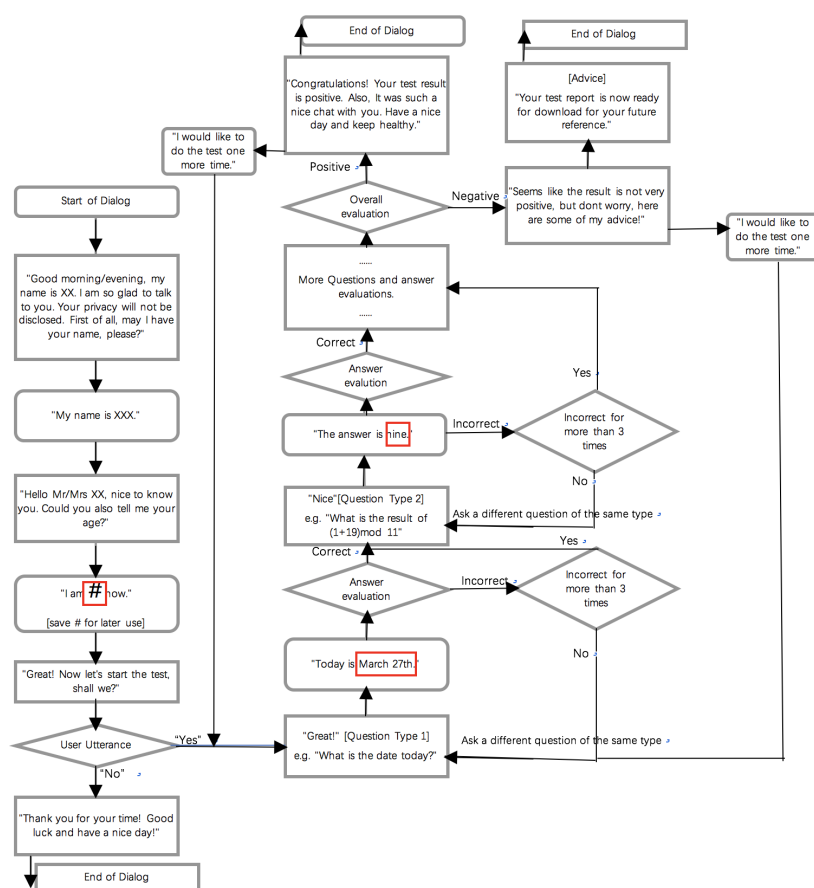 Start of Dialog
"Good morning/evening, my
name is XX. I am so glad to talk
to you. Your privacy will not be
disclosed. First of all, may I have
your name, please?"
"My name is XXX."
"Hello Mr/Mrs XX, nice to know
you. Could you also tell me your
age?"
"I am # now."
[save # for later use]
"Great! Now let's start the test,
shall we?"
User Utterance
"Yes"
"No"
"Thank you for your time! Good
luck and have a nice day!"
End of Dialog
"Great!" [Question Type 1]
e.g. "What is the date today?"
"Today is March 27th."
Answer
evaluation
Incorrect
Incorrect for
more than 3
times
Yes
No
Ask a different question of the same type
Correct
"Nice"[Question Type 2]
e.g. "What is the result of
(1+19)mod 11"
"The answer is nine."
Incorrect
Incorrect for
more than 3
times
Yes
No
Ask a different question of the same type
Answer
evalution
Correct
......
More Questions and answer
evaluations.
......
Overall
evaluation
Positive
Negative
"Congratulations! Your test result
is positive. Also, It was such a
nice chat with you. Have a nice
day and keep healthy."
"I would like to
do the test one
more time."
End of Dialog
"Seems like the result is not very
positive, but dont worry, here
are some of my advice!"
"I would like to
do the test one
more time."
[Advice]
"Your test report is now ready
for download for your future
reference."
End of Dialog